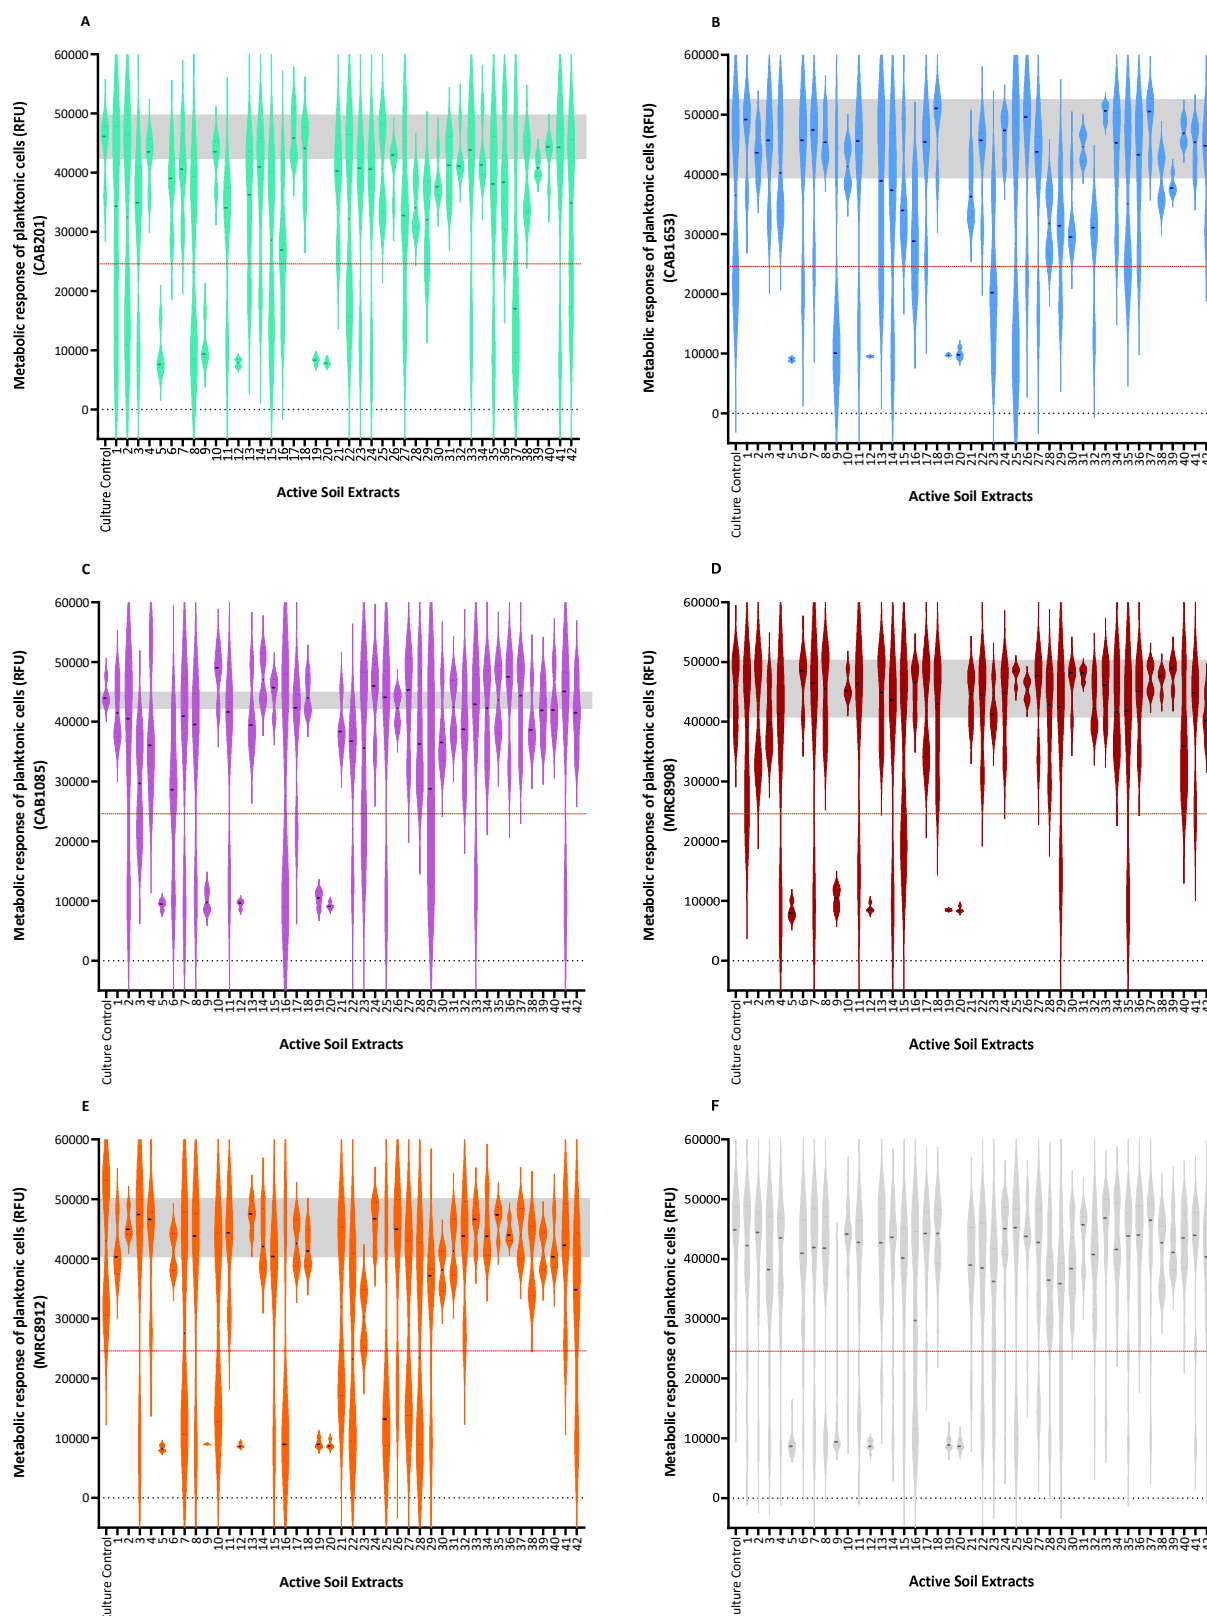 A
60000
50000
40000
30000
20000
10000
0
Metabolic response of planktonic cells (RFU)
(CAB201)
Culture Control 1 2 3 4 5 6 7 8 9 10 11 12 13 14 15 16 17 18 19 20 21 22 23 24 25 26 27 28 29 30 31 32 33 34 35 36 37 38 39 40 41 42
Active Soil Extracts
B
60000
50000
40000
30000
20000
10000
0
Metabolic response of planktonic cells (RFU)
(CAB1653)
Culture Control 1 2 3 4 5 6 7 8 9 10 11 12 13 14 15 16 17 18 19 20 21 22 23 24 25 26 27 28 29 30 31 32 33 34 35 36 37 38 39 40 41 42
Active Soil Extracts
C
60000
50000
40000
30000
20000
10000
0
Metabolic response of planktonic cells (RFU)
(CAB1085)
Culture Control 1 2 3 4 5 6 7 8 9 10 11 12 13 14 15 16 17 18 19 20 21 22 23 24 25 26 27 28 29 30 31 32 33 34 35 36 37 38 39 40 41 42
Active Soil Extracts
D
60000
50000
40000
30000
20000
10000
0
Metabolic response of planktonic cells (RFU)
(MRC8908)
Culture Control 1 2 3 4 5 6 7 8 9 10 11 12 13 14 15 16 17 18 19 20 21 22 23 24 25 26 27 28 29 30 31 32 33 34 35 36 37 38 39 40 41 42
Active Soil Extracts
E
60000
50000
40000
30000
20000
10000
0
Metabolic response of planktonic cells (RFU)
(MRC8912)
Culture Control 1 2 3 4 5 6 7 8 9 10 11 12 13 14 15 16 17 18 19 20 21 22 23 24 25 26 27 28 29 30 31 32 33 34 35 36 37 38 39 40 41 42
Active Soil Extracts
F
60000
50000
40000
30000
20000
10000
0
Metabolic response of planktonic cells (RFU)
Culture Control 1 2 3 4 5 6 7 8 9 10 11 12 13 14 15 16 17 18 19 20 21 22 23 24 25 26 27 28 29 30 31 32 33 34 35 36 37 38 39 40 41 42
Active Soil Extracts